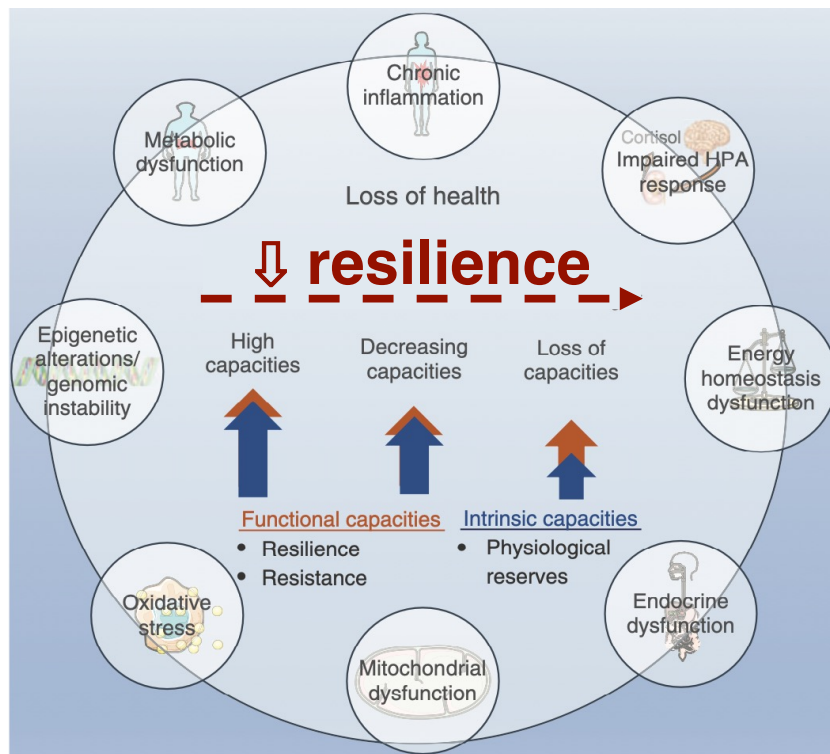 Chronic
inflammation
Metabolic
dysfunction
Cortisol
Impaired HPA
response
Loss of health
⇩ resilience
High
capacities
Decreasing
capacities
Loss of
capacities
Epigenetic
alterations/
genomic
instability
Energy
homeostasis
dysfunction
Functional capacities
• Resilience
• Resistance
Intrinsic capacities
• Physiological
reserves
Oxidative
stress
Mitochondrial
dysfunction
Endocrine
dysfunction